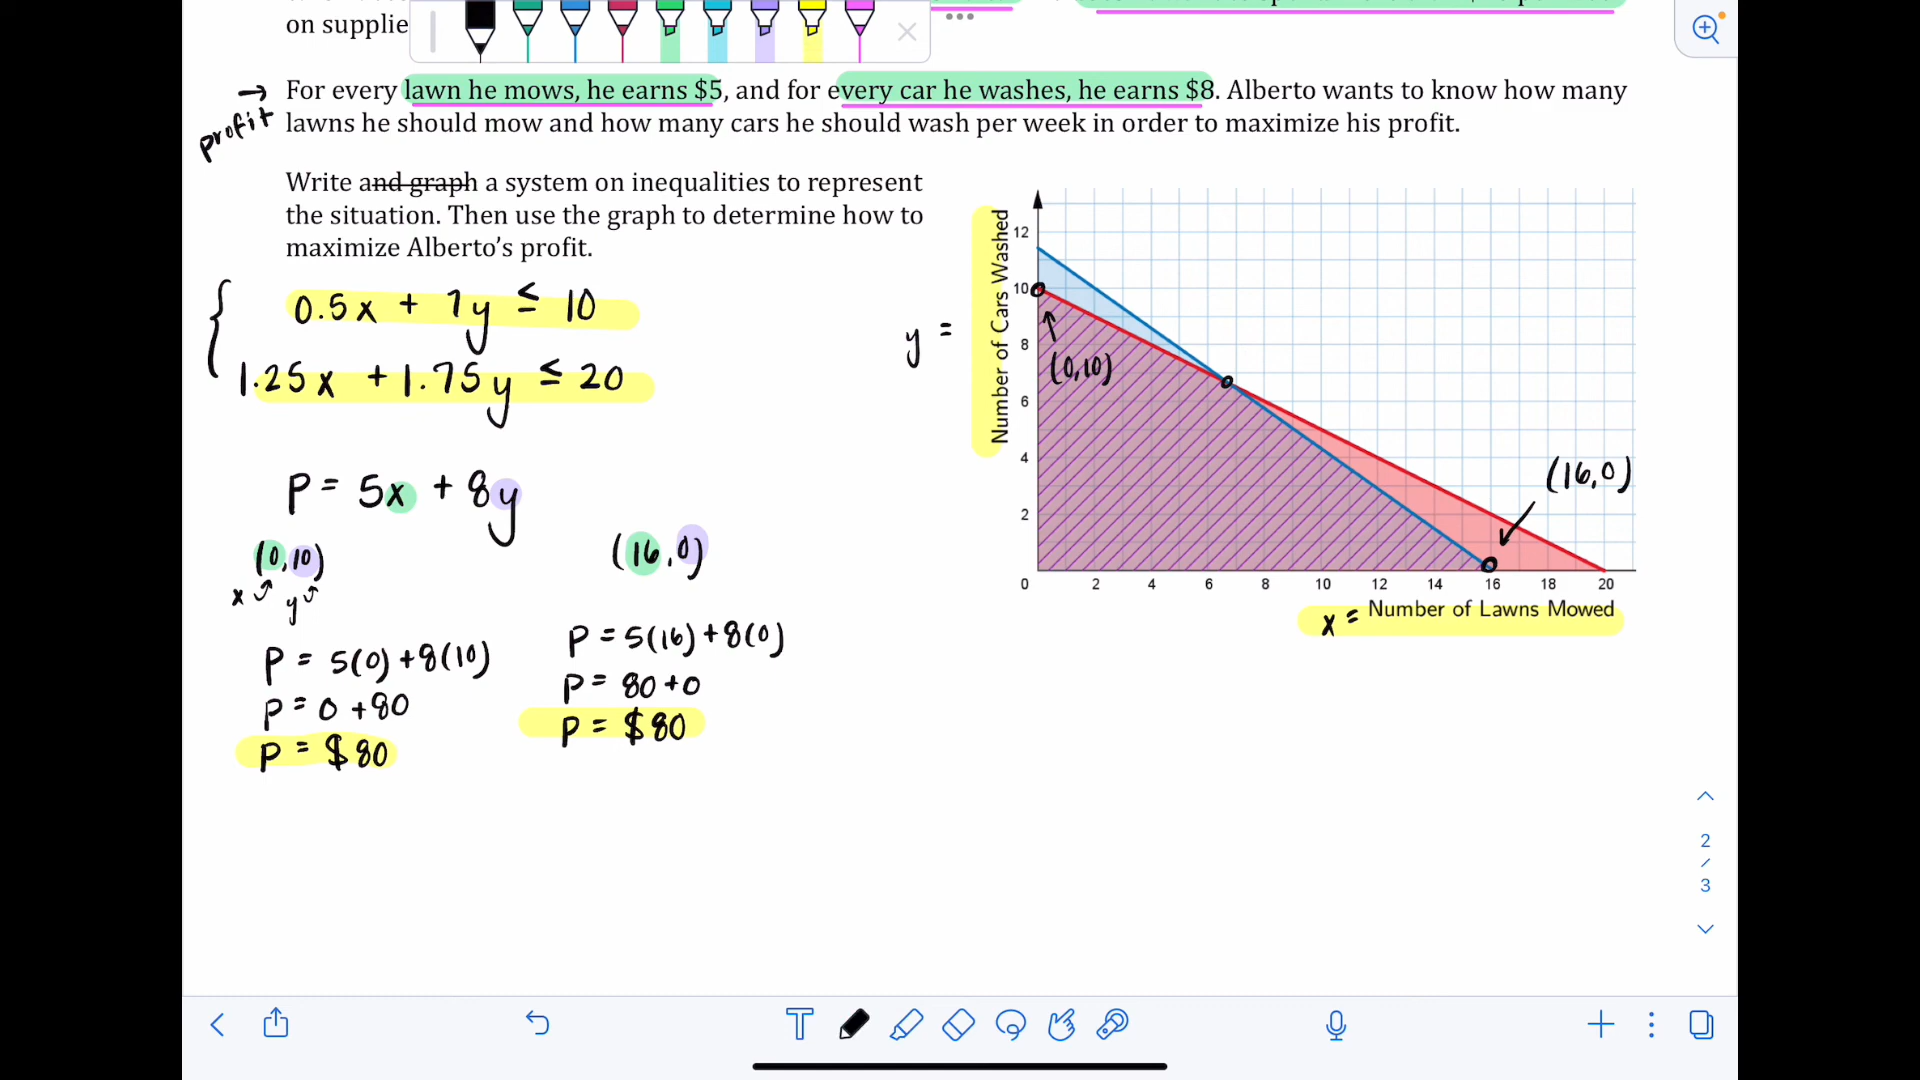 on supplie
For every lawn he mows, he earns $5, and for every car he washes, he earns $8. Alberto wants to know how many
→ profit
lawns he should mow and how many cars he should wash per week in order to maximize his profit.
Write and graph a system on inequalities to represent
the situation. Then use the graph to determine how to
maximize Alberto's profit.
0.5x + 1y ≤ 10
1.25x + 1.75y ≤ 20
P = 5x + 8y
(0,10)
x y
P = 5(0) + 8(10)
P = 0 + 80
P = $80
(16,0)
P = 5(16) + 8(0)
P = 80 + 0
P = $80
y =
Number of Cars Washed
12
10
8
6
4
2
(0,10)
(16,0)
0 2 4 6 8 10 12 14 16 18 20
x = Number of Lawns Mowed
2
/
3
T